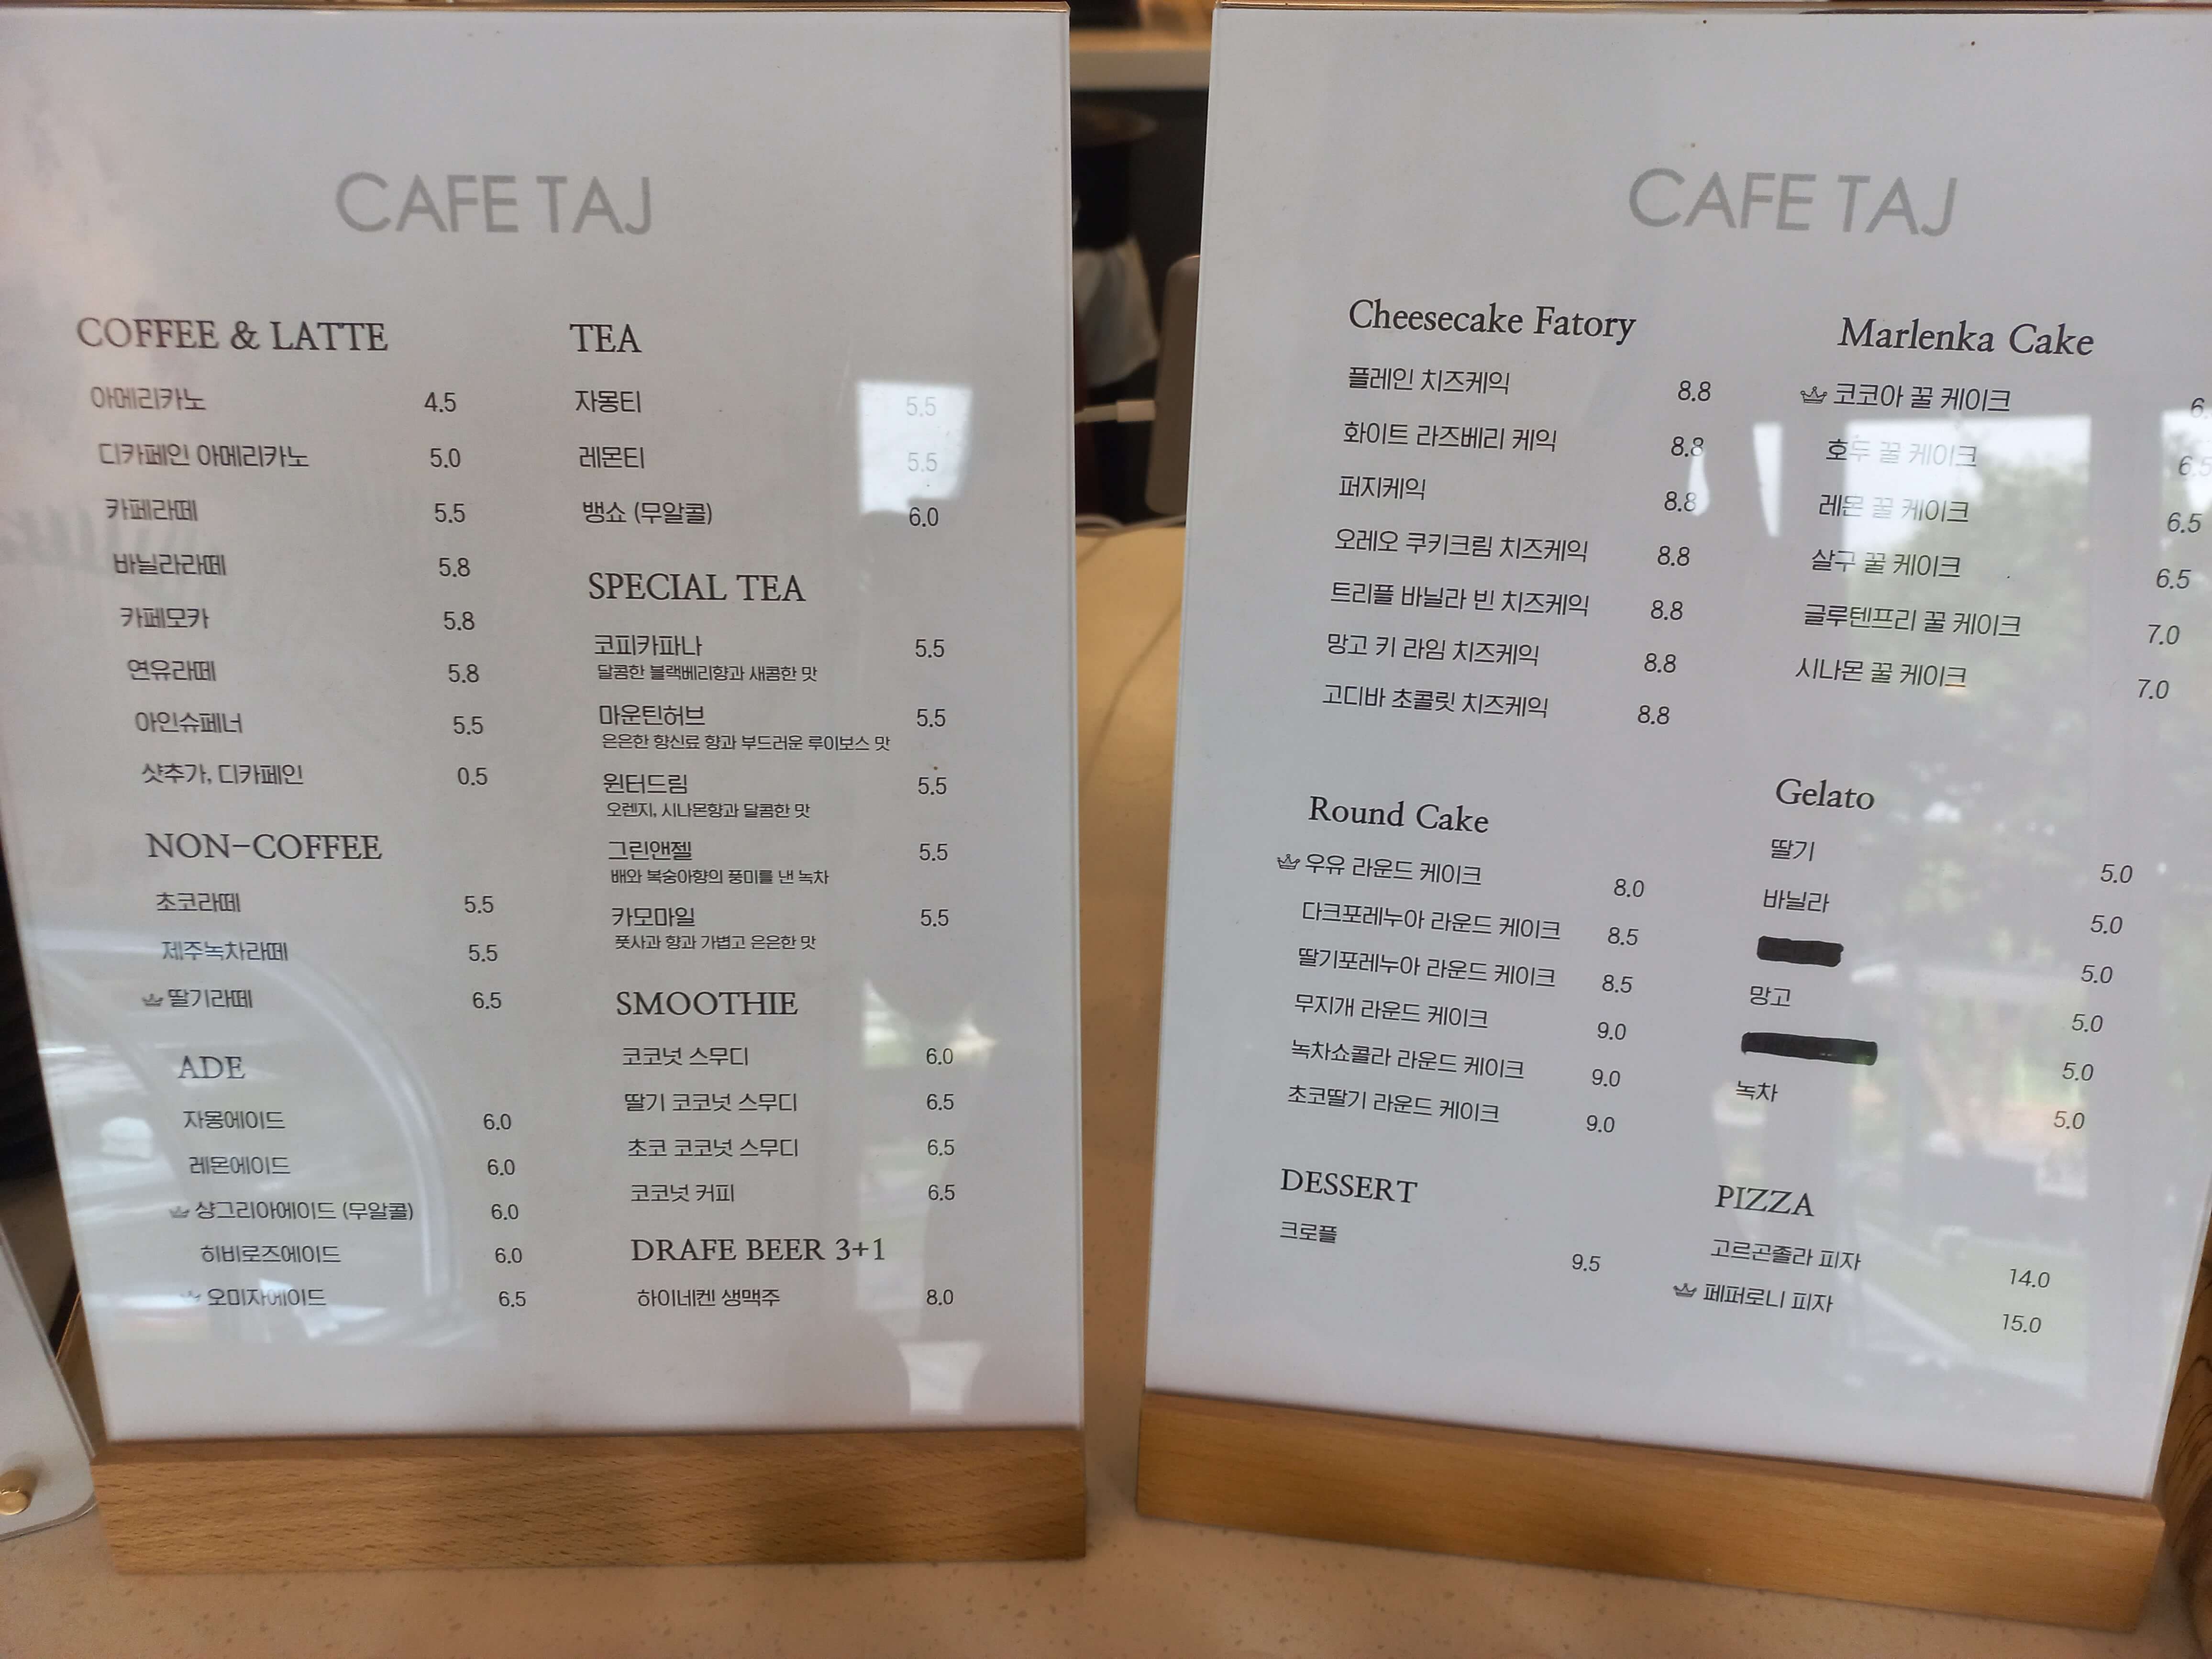 CAFE TAJ
COFFEE & LATTE
아메리카노 4.5
디카페인 아메리카노 5.0
카페라떼 5.5
바닐라라떼 5.8
카페모카 5.8
연유라떼 5.8
아인슈페너 5.5
샷추가, 디카페인 0.5
NON-COFFEE
초코라떼 5.5
제주녹차라떼 5.5
딸기라떼 6.5
ADE
자몽에이드 6.0
레몬에이드 6.0
샹그리아에이드 (무알콜) 6.0
히비로즈에이드 6.0
오미자에이드 6.5
TEA
자몽티 5.5
레몬티 5.5
뱅쇼 (무알콜) 6.0
SPECIAL TEA
코피카파나 5.5
달콤한 블랙베리향과 새콤한 맛
마운틴허브 5.5
은은한 향신료 향과 부드러운 루이보스 맛
윈터드림 5.5
오렌지, 시나몬향과 달콤한 맛
그린앤젤 5.5
배와 복숭아향의 풍미를 낸 녹차
카모마일 5.5
풋사과 향과 가볍고 은은한 맛
SMOOTHIE
코코넛 스무디 6.0
딸기 코코넛 스무디 6.5
초코 코코넛 스무디 6.5
코코넛 커피 6.5
DRAFE BEER 3+1
하이네켄 생맥주 8.0
CAFE TAJ
Cheesecake Fatory
플레인 치즈케익 8.8
화이트 라즈베리 케익 8.8
퍼지케익 8.8
오레오 쿠키크림 치즈케익 8.8
트리플 바닐라 빈 치즈케익 8.8
망고 키 라임 치즈케익 8.8
고디바 초콜릿 치즈케익 8.8
Round Cake
우유 라운드 케이크 8.0
다크포레누아 라운드 케이크 8.5
딸기포레누아 라운드 케이크 8.5
무지개 라운드 케이크 9.0
녹차쇼콜라 라운드 케이크 9.0
초코딸기 라운드 케이크 9.0
DESSERT
크로플 9.5
Marlenka Cake
코코아 꿀 케이크
호두 꿀 케이크 6.5
레몬 꿀 케이크 6.5
살구 꿀 케이크 6.5
글루텐프리 꿀 케이크 7.0
시나몬 꿀 케이크 7.0
Gelato
딸기 5.0
바닐라 5.0
5.0
망고 5.0
5.0
녹차 5.0
PIZZA
고르곤졸라 피자 14.0
페퍼로니 피자 15.0